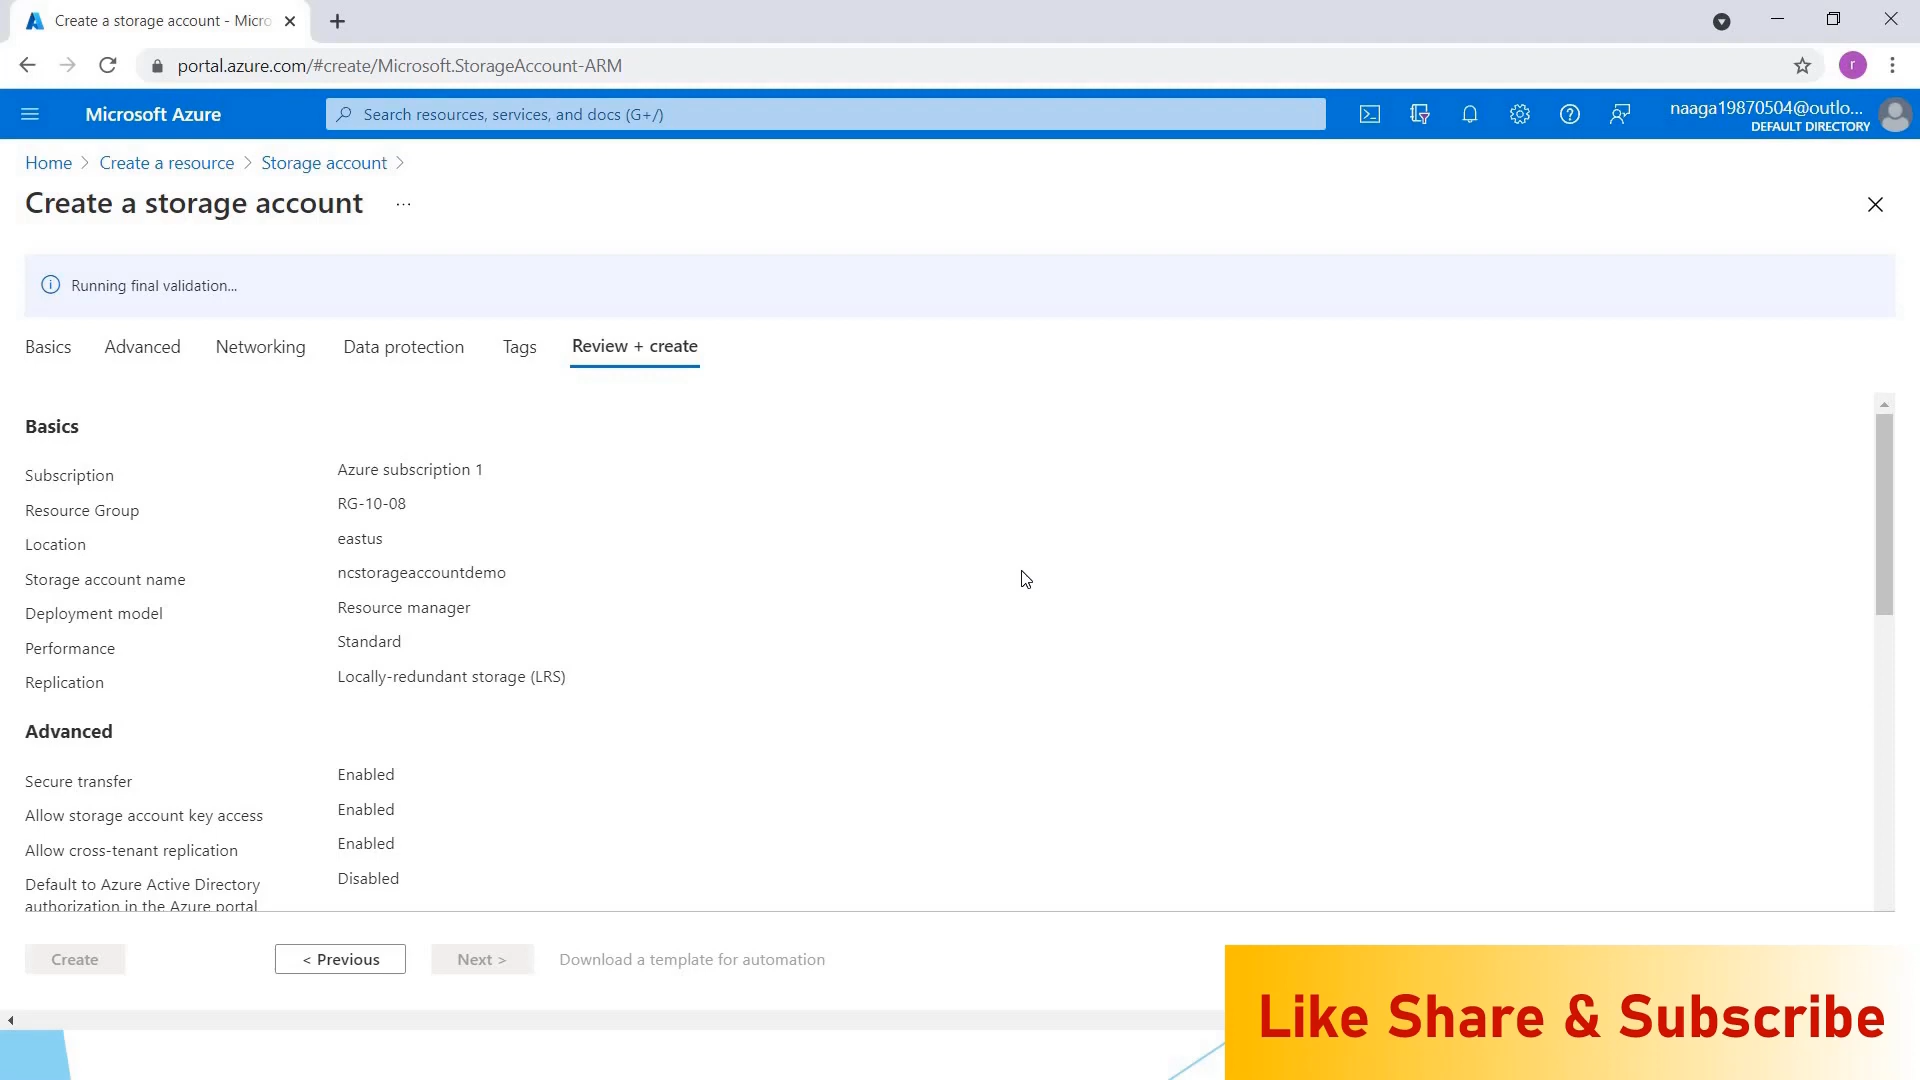 Create a storage account - Micro
portal.azure.com/#create/Microsoft.StorageAccount-ARM
r
Microsoft Azure
Search resources, services, and docs (G+/)
naaga19870504@outlo...
DEFAULT DIRECTORY
Home > Create a resource > Storage account >
Create a storage account ...
Running final validation...
Basics Advanced Networking Data protection Tags Review + create
Basics
Subscription Azure subscription 1
Resource Group RG-10-08
Location eastus
Storage account name ncstorageaccountdemo
Deployment model Resource manager
Performance Standard
Replication Locally-redundant storage (LRS)
Advanced
Secure transfer Enabled
Allow storage account key access Enabled
Allow cross-tenant replication Enabled
Default to Azure Active Directory Disabled
authorization in the Azure portal
Create < Previous Next > Download a template for automation
Like Share & Subscribe